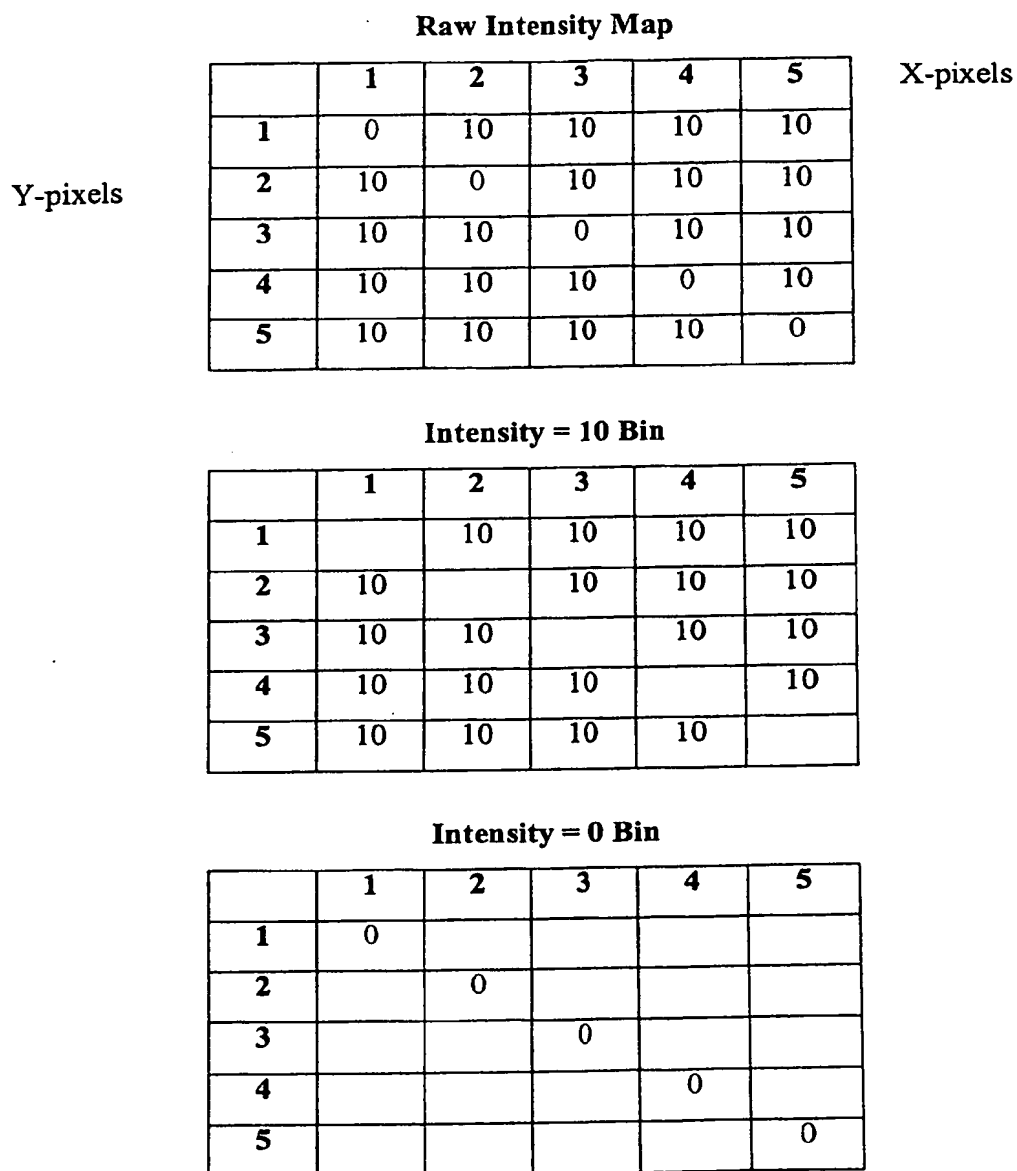 Raw Intensity Map
1 2 3 4 5 X-pixels
1 0 10 10 10 10
Y-pixels 2 10 0 10 10 10
3 10 10 0 10 10
4 10 10 10 0 10
5 10 10 10 10 0
Intensity = 10 Bin
1 2 3 4 5
1 10 10 10 10
2 10 10 10 10
3 10 10 10 10
4 10 10 10 10
5 10 10 10 10
Intensity = 0 Bin
1 2 3 4 5
1 0
2 0
3 0
4 0
5 0